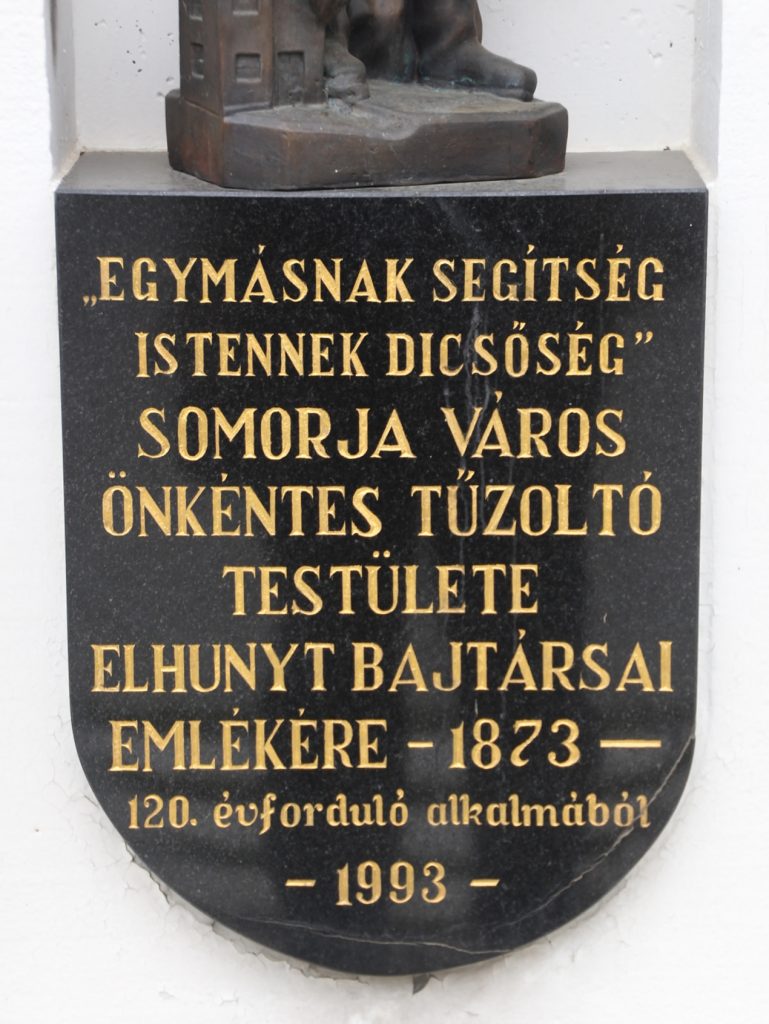 „EGYMÁSNAK SEGÍTSÉG
ISTENNEK DICSŐSÉG”
SOMORJA VÁROS
ÖNKÉNTES TŰZOLTÓ
TESTÜLETE
ELHUNYT BAJTÁRSAI
EMLÉKÉRE – 1873 —
120. évforduló alkalmából
– 1993 –